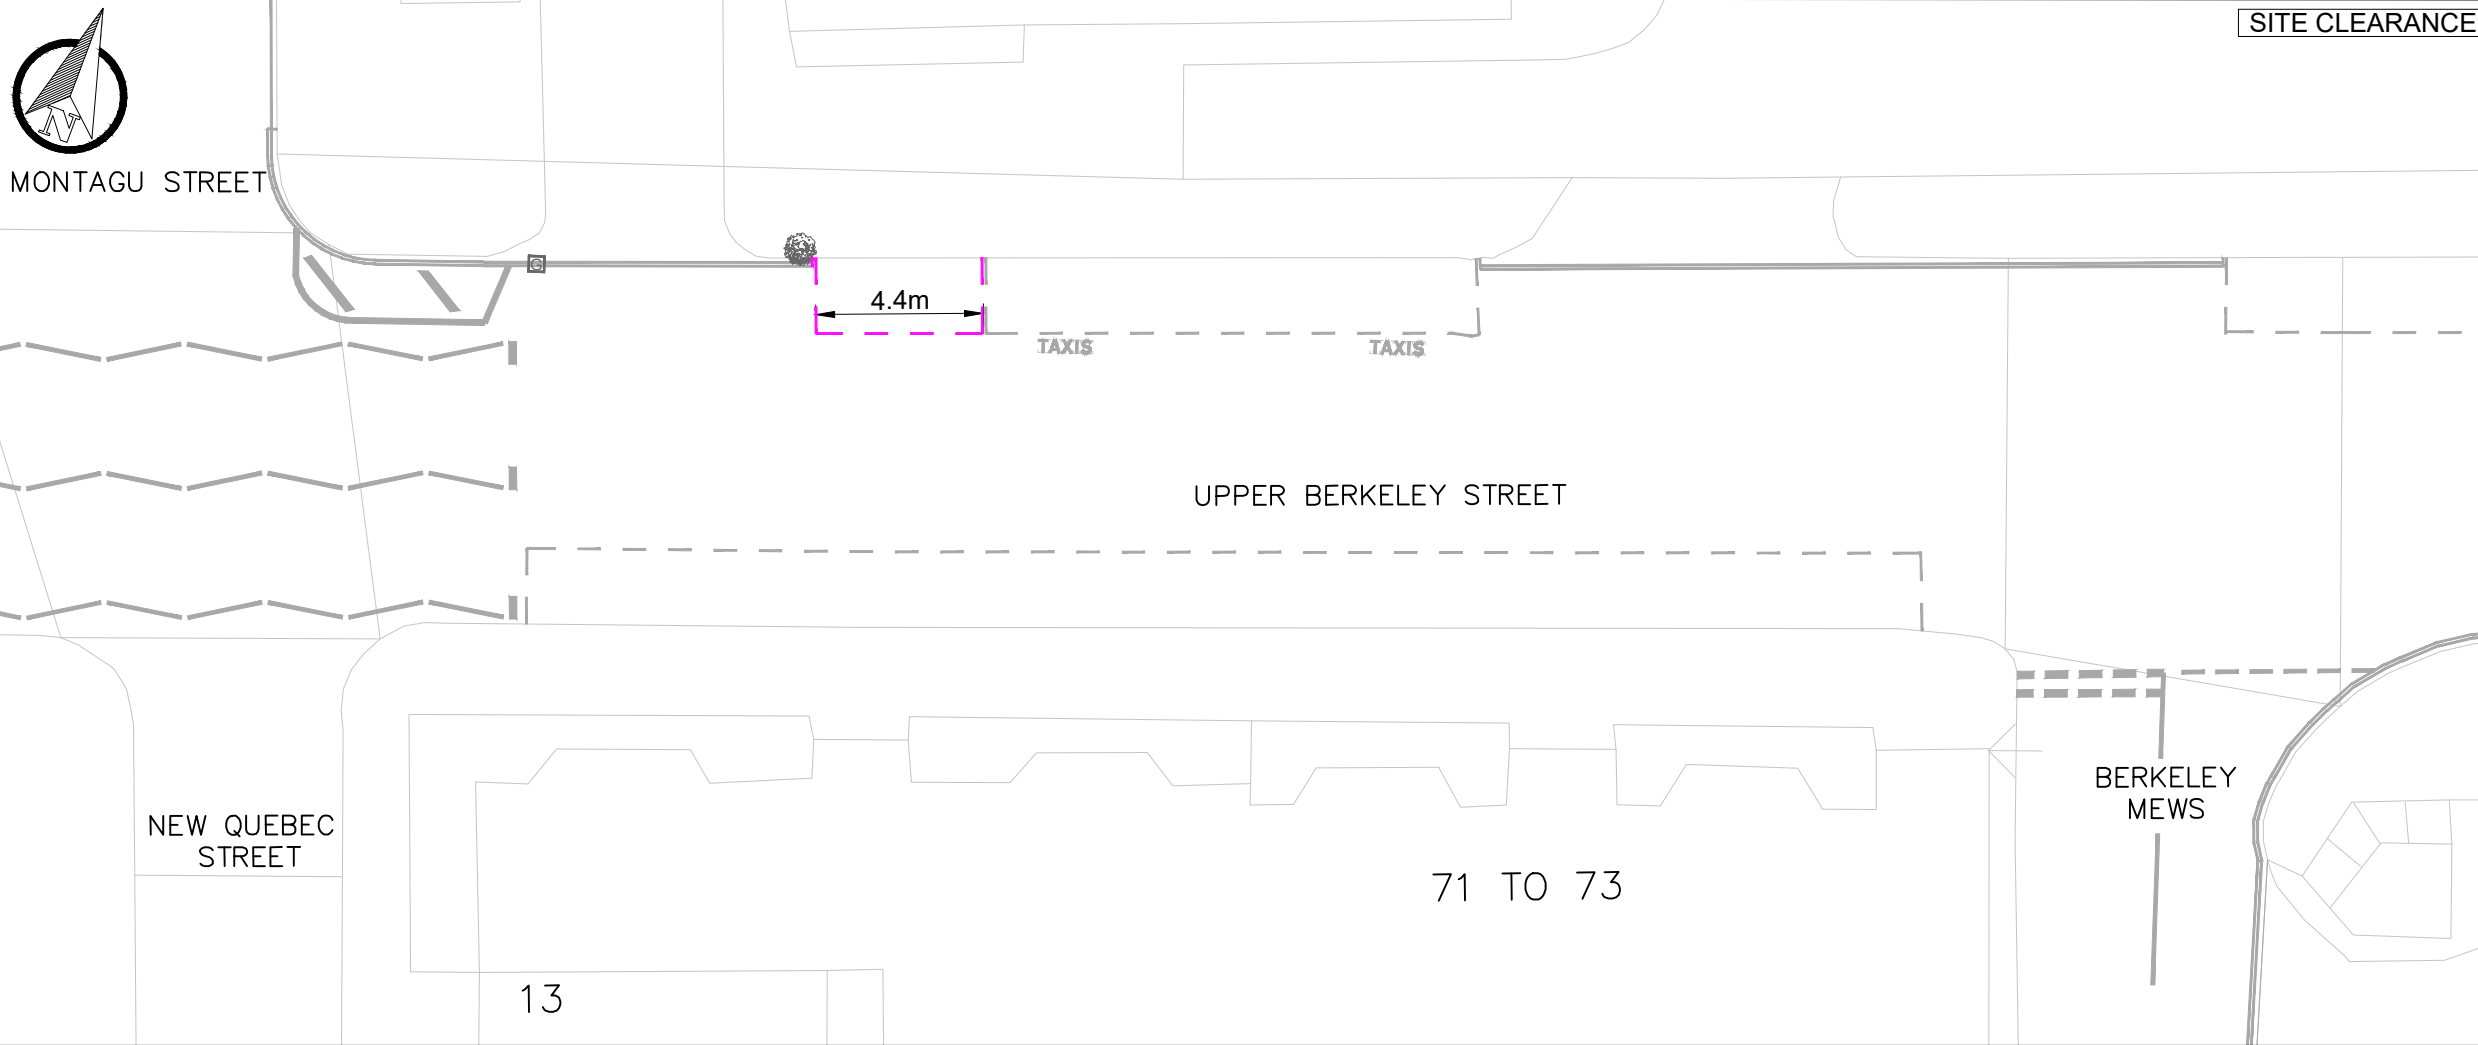 SITE CLEARANCE
N
MONTAGU STREET
G
4.4m
TAXIS
TAXIS
UPPER BERKELEY STREET
BERKELEY
MEWS
NEW QUEBEC
STREET
71 TO 73
13